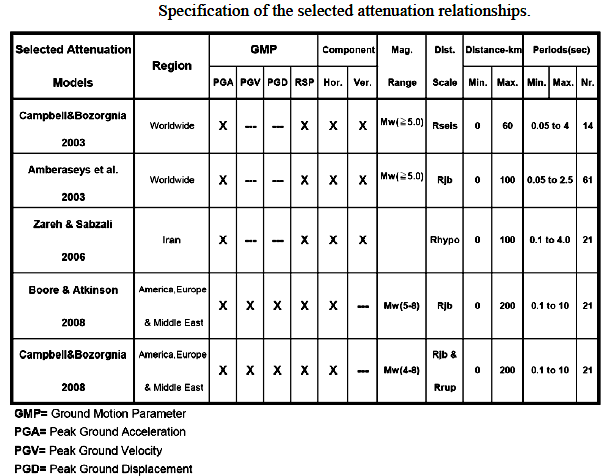 Specification of the selected attenuation relationships.
Selected Attenuation Models Region GMP Component Mag. Range Dist. Scale Distance-km Periods(sec)
PGA PGV PGD RSP Hor. Ver. Min. Max. Min. Max. Nr.
Campbell&Bozorgnia 2003 Worldwide X --- --- X X X Mw(≧5.0) Rseis 0 60 0.05 to 4 14
Amberaseys et al. 2003 Worldwide X --- --- X X X Mw(≧5.0) Rjb 0 100 0.05 to 2.5 61
Zareh & Sabzali 2006 Iran X --- --- X X X Rhypo 0 100 0.1 to 4.0 21
Boore & Atkinson 2008 America,Europe & Middle East X X X X X --- Mw(5-8) Rjb 0 200 0.1 to 10 21
Campbell&Bozorgnia 2008 America,Europe & Middle East X X X X X --- Mw(4-8) Rjb & Rrup 0 200 0.1 to 10 21
GMP= Ground Motion Parameter
PGA= Peak Ground Acceleration
PGV= Peak Ground Velocity
PGD= Peak Ground Displacement